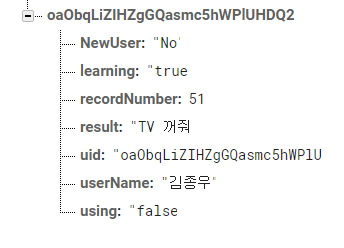 oaObqLiZIHZgGQasmc5hWPlUHDQ2
NewUser: "No'
learning: "true
recordNumber: 51
result: "TV 꺼줘
uid: "oaObqLiZIHZgGQasmc5hWPlU
userName: "김종우"
using: "false